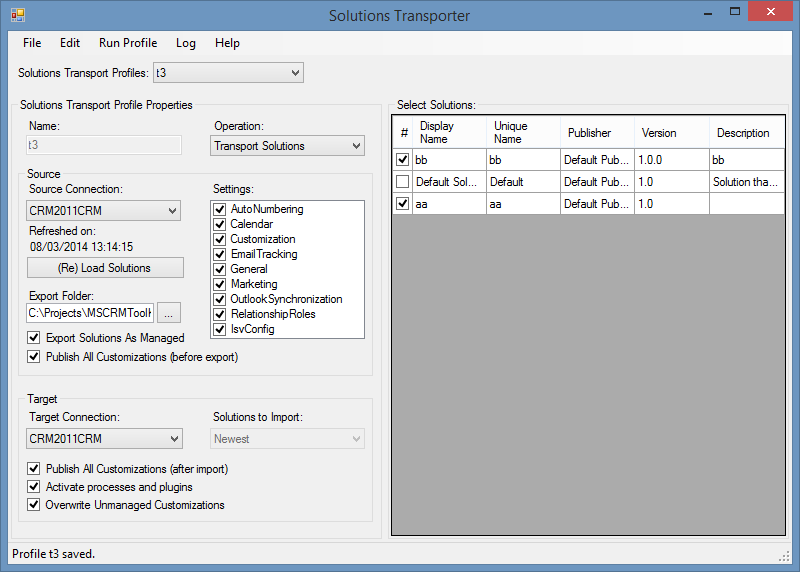 Solutions Transporter
File Edit Run Profile Log Help
Solutions Transport Profiles: t3
Solutions Transport Profile Properties
Name: Operation:
t3 Transport Solutions
Source
Source Connection: Settings:
CRM2011CRM
Refreshed on:
08/03/2014 13:14:15
(Re) Load Solutions
Export Folder:
C:\Projects\MSCRMToolK ...
Export Solutions As Managed
Publish All Customizations (before export)
AutoNumbering
Calendar
Customization
EmailTracking
General
Marketing
OutlookSynchronization
RelationshipRoles
IsvConfig
Target
Target Connection: Solutions to Import:
CRM2011CRM Newest
Publish All Customizations (after import)
Activate processes and plugins
Overwrite Unmanaged Customizations
Select Solutions:
# Display Name Unique Name Publisher Version Description
bb bb Default Pub... 1.0.0 bb
Default Sol... Default Default Pub... 1.0 Solution tha...
aa aa Default Pub... 1.0
Profile t3 saved.